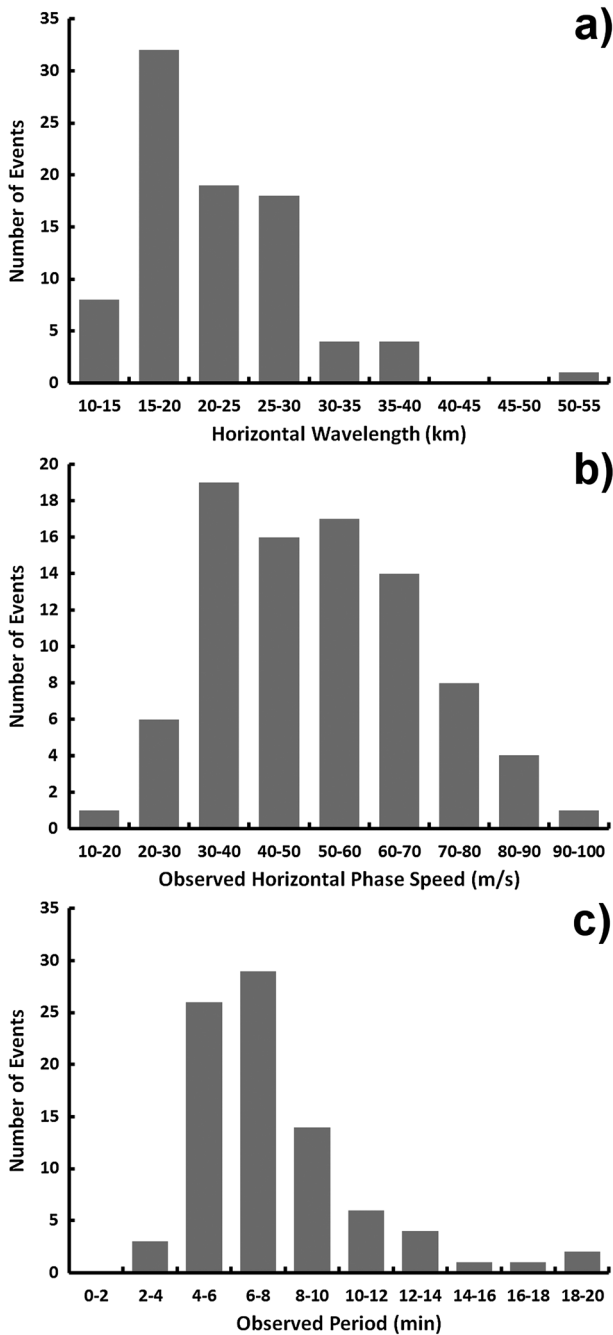 a)
35
30
25
20
15
10
5
0
Number of Events
10-15 15-20 20-25 25-30 30-35 35-40 40-45 45-50 50-55
Horizontal Wavelength (km)
b)
20
18
16
14
12
10
8
6
4
2
0
Number of Events
10-20 20-30 30-40 40-50 50-60 60-70 70-80 80-90 90-100
Observed Horizontal Phase Speed (m/s)
c)
35
30
25
20
15
10
5
0
Number of Events
0-2 2-4 4-6 6-8 8-10 10-12 12-14 14-16 16-18 18-20
Observed Period (min)